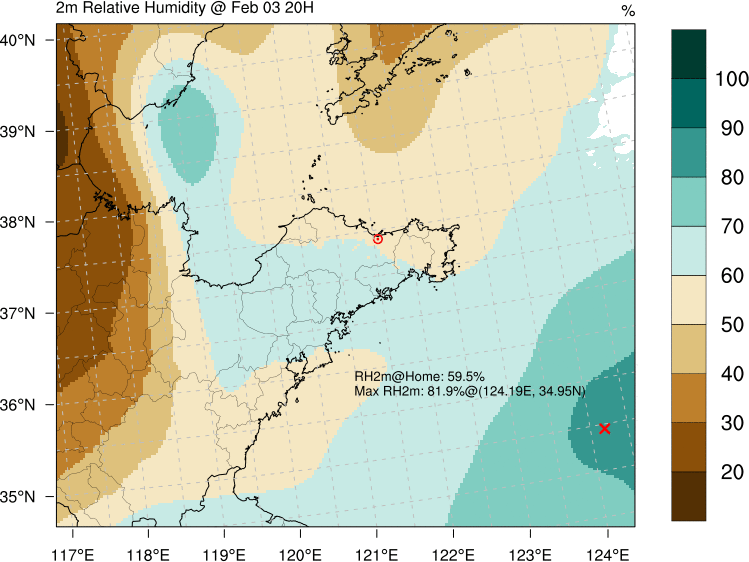 2m Relative Humidity @ Feb 03 20H
%
40°N
39°N
38°N
37°N
36°N
35°N
RH2m@Home: 59.5%
Max RH2m: 81.9%@(124.19E, 34.95N)
117°E 118°E 119°E 120°E 121°E 122°E 123°E 124°E
100
90
80
70
60
50
40
30
20